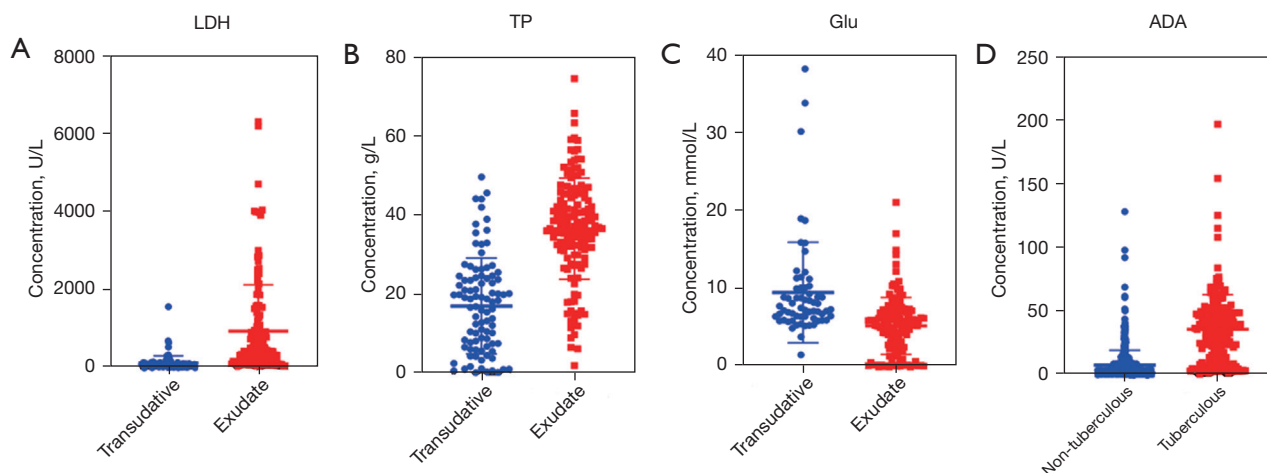 A
LDH
Concentration, U/L
8000
6000
4000
2000
0
Transudative
Exudate
B
TP
Concentration, g/L
80
60
40
20
0
Transudative
Exudate
C
Glu
Concentration, mmol/L
40
30
20
10
0
Transudative
Exudate
D
ADA
Concentration, U/L
250
200
150
100
50
0
Non-tuberculous
Tuberculous